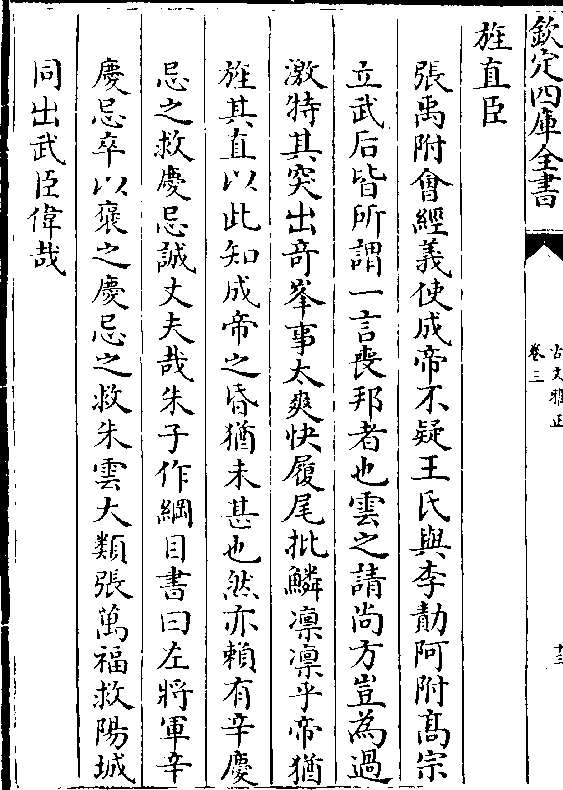 欽定四庫全書
古文雅正
卷三
十三
旌直臣
張禹附會經義使成帝不疑王氏與李勣阿附髙宗
立武后皆所謂一言喪邦者也雲之請尚方豈為過
激特其突出奇峯事太爽快履尾批鱗凛凛乎帝猶
旌其直以此知成帝之昏猶未甚也然亦賴有辛慶
忌之救慶忌誠丈夫哉朱子作綱目書曰左將軍辛
慶忌卒以襃之慶忌之救朱雲大類張萬福救陽城
同出武臣偉哉